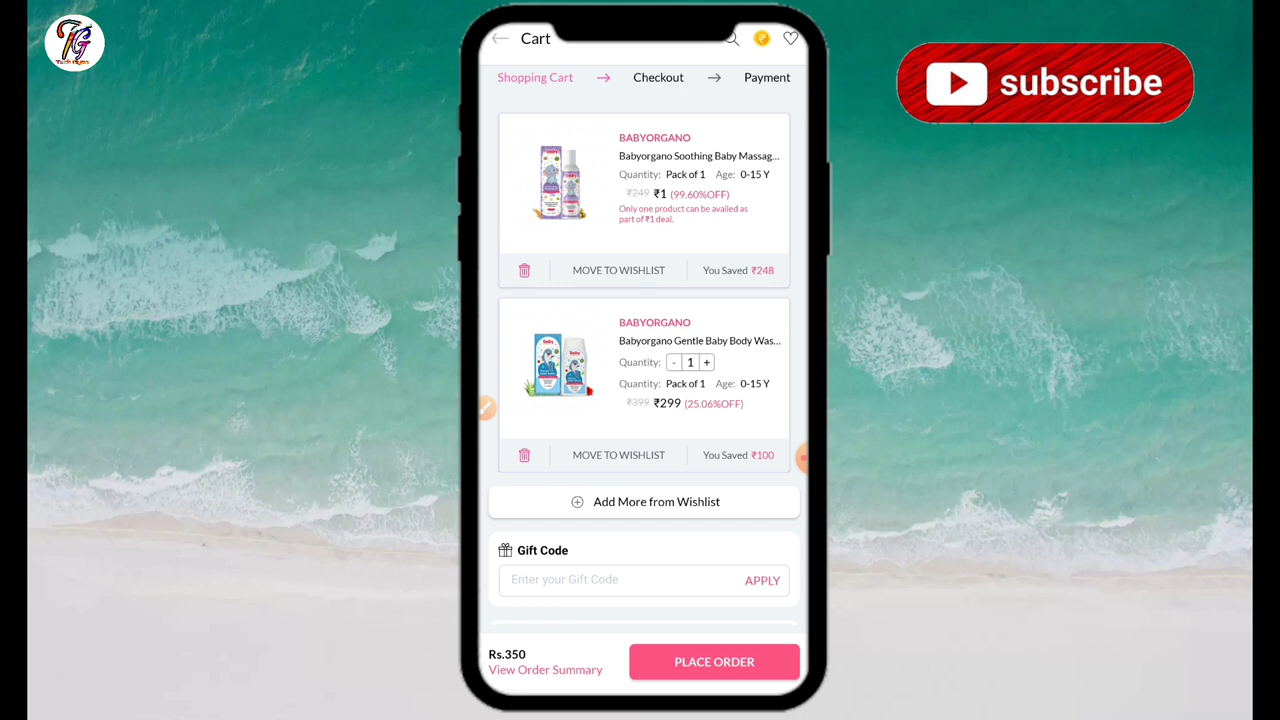 TG
Tech Gyan
subscribe
Cart
Shopping Cart → Checkout → Payment
BABYORGANO
Babyorgano Soothing Baby Massag...
Quantity: Pack of 1 Age: 0-15 Y
₹249 ₹1 (99.60%OFF)
Only one product can be availed as
part of ₹1 deal.
MOVE TO WISHLIST You Saved ₹248
BABYORGANO
Babyorgano Gentle Baby Body Was...
Quantity: - 1 +
Quantity: Pack of 1 Age: 0-15 Y
₹399 ₹299 (25.06%OFF)
MOVE TO WISHLIST You Saved ₹100
Add More from Wishlist
Gift Code
Enter your Gift Code APPLY
Rs.350
View Order Summary
PLACE ORDER